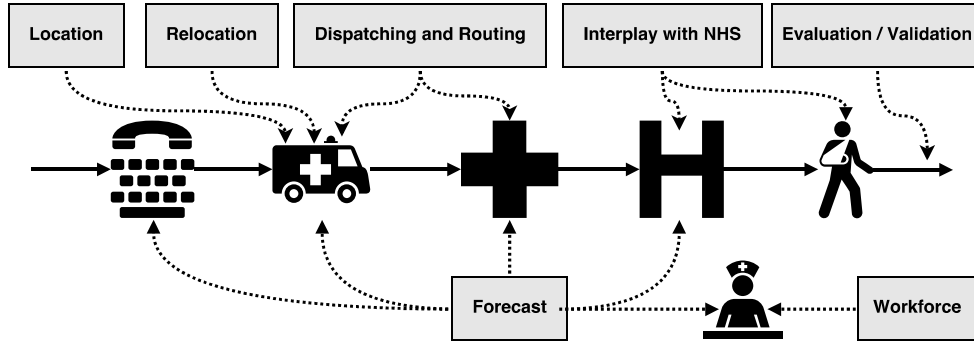 Location
Relocation
Dispatching and Routing
Interplay with NHS
Evaluation / Validation
Forecast
Workforce